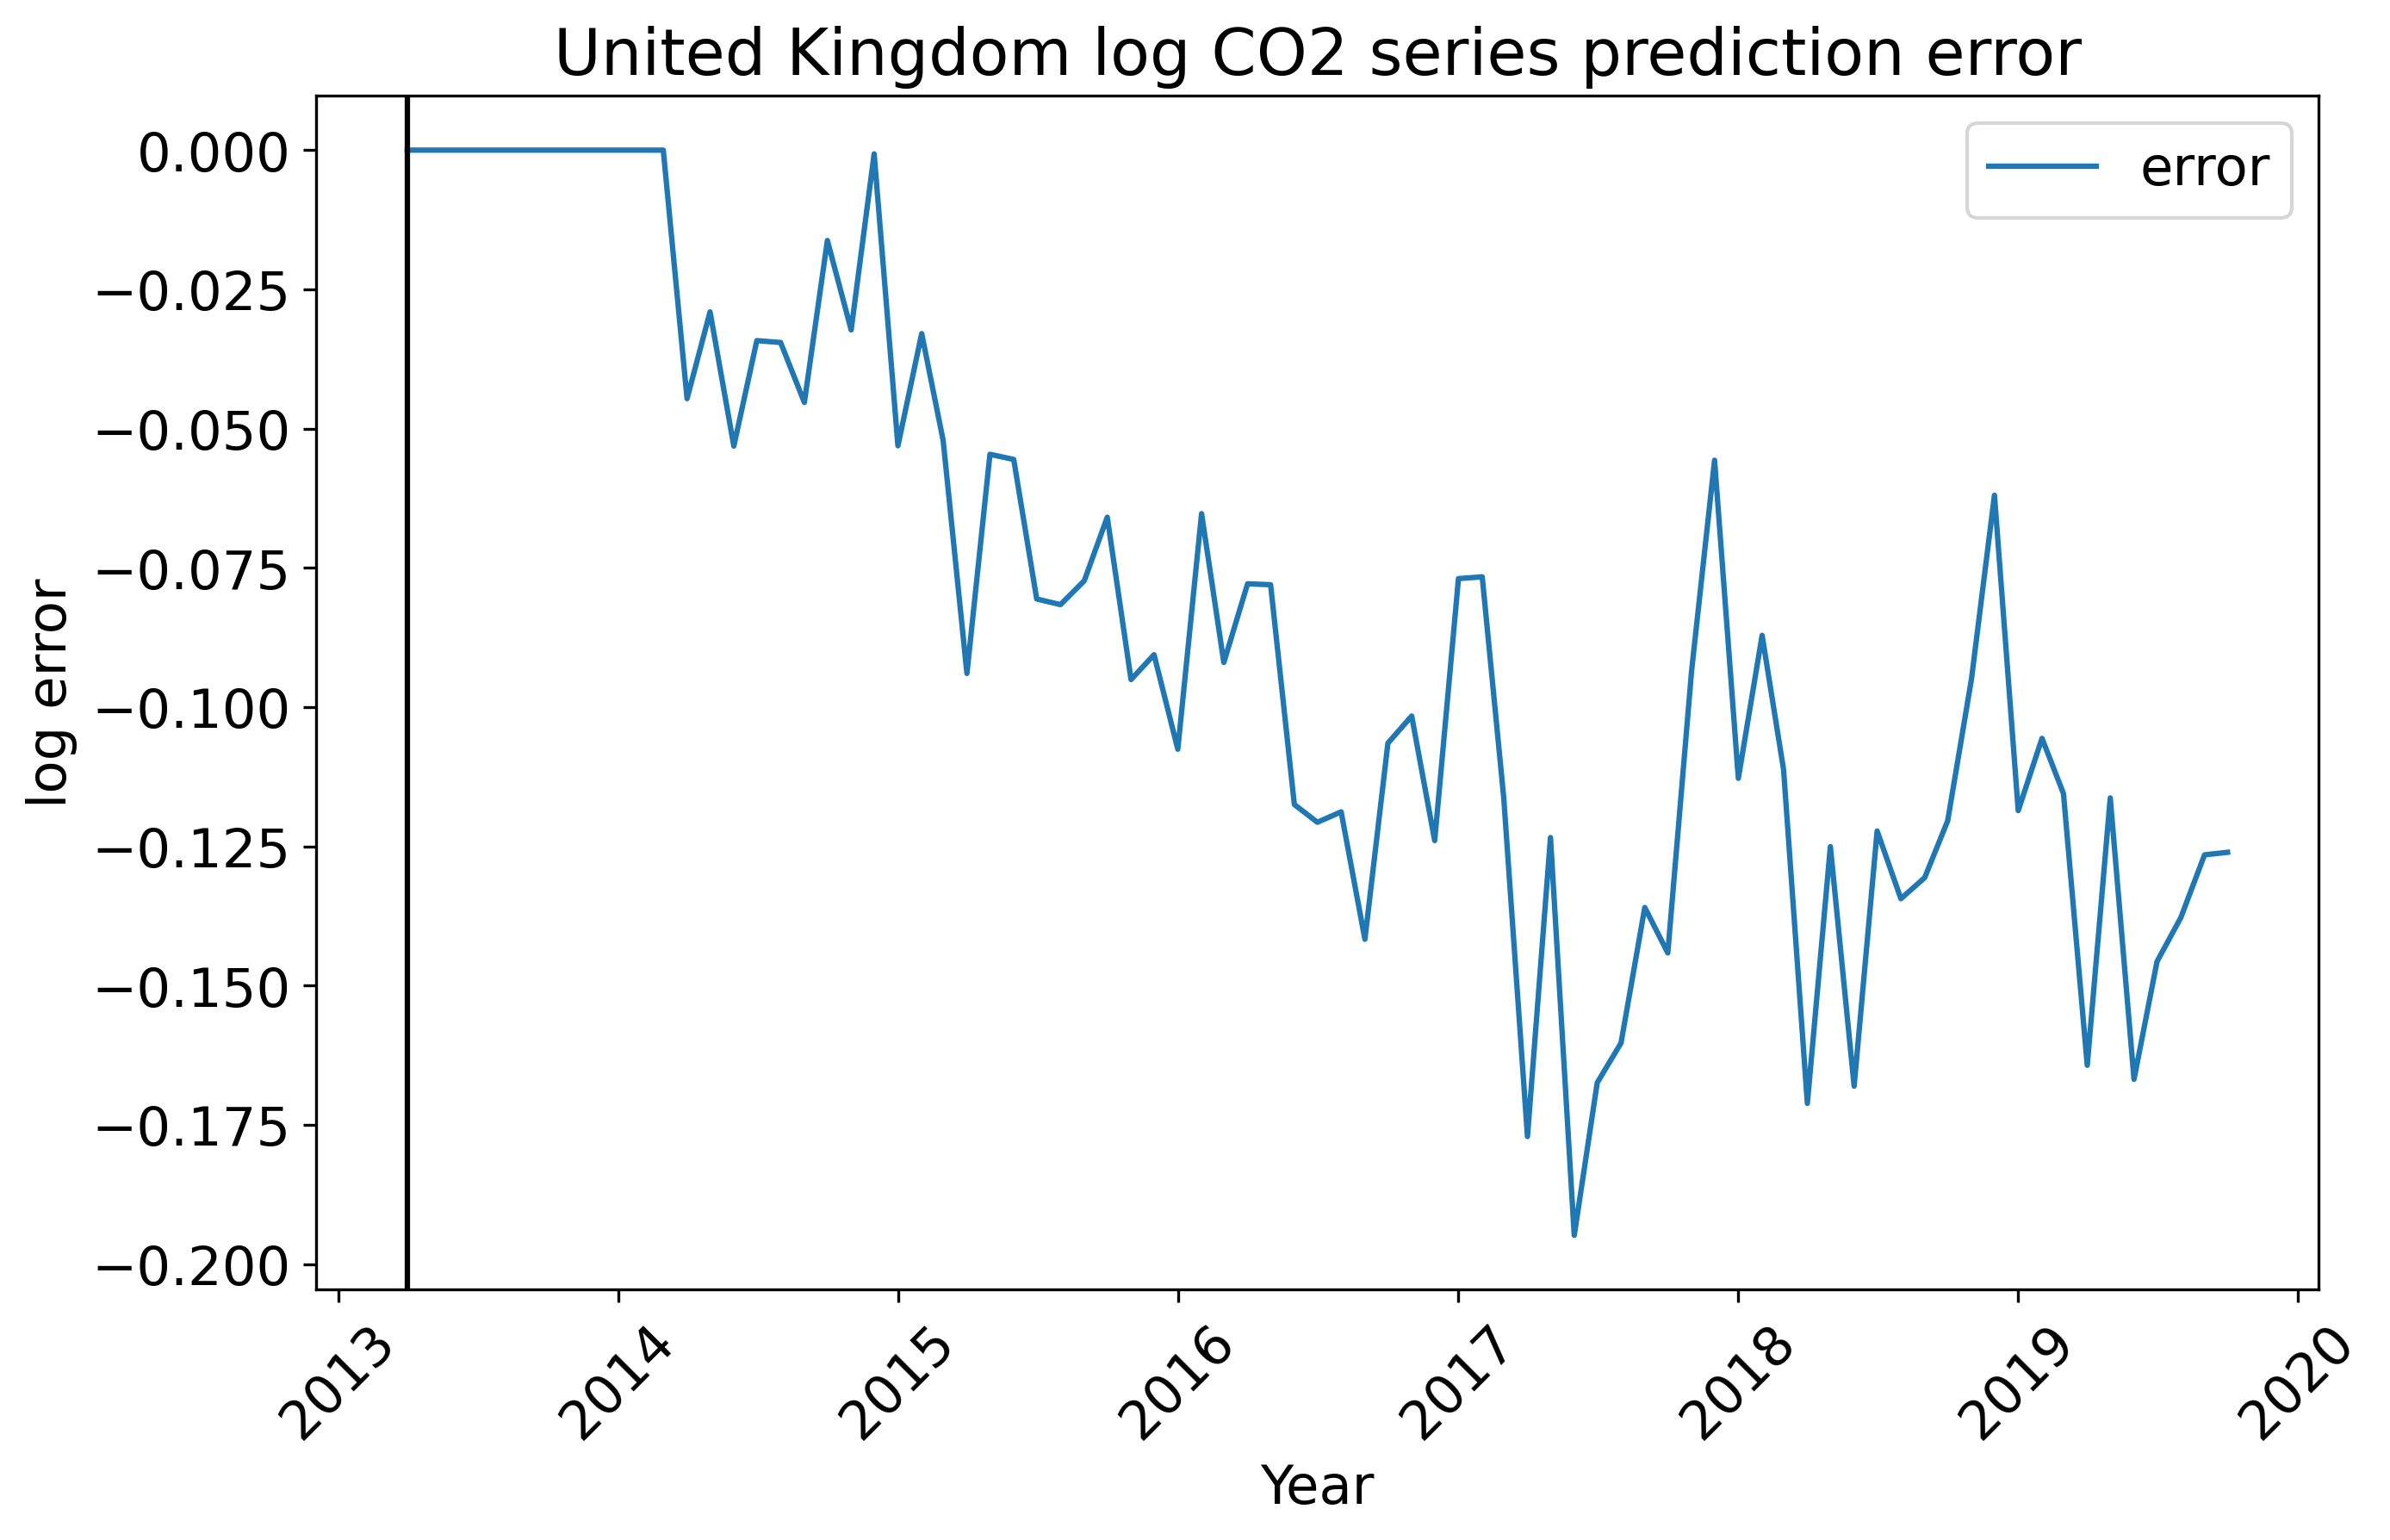 United Kingdom log CO2 series prediction error
error
0.000
−0.025
−0.050
−0.075
−0.100
−0.125
−0.150
−0.175
−0.200
log error
2013 2014 2015 2016 2017 2018 2019 2020
Year